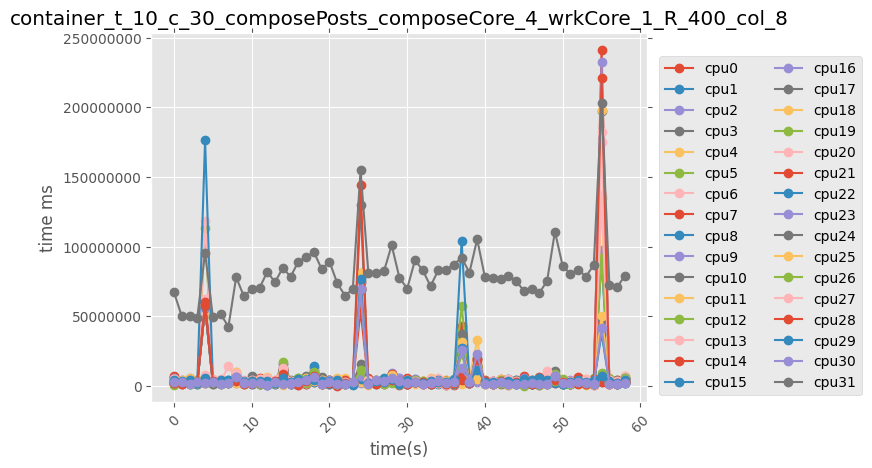 container_t_10_c_30_composePosts_composeCore_4_wrkCore_1_R_400_col_8
250000000
200000000
150000000
100000000
50000000
0
time ms
0
10
20
30
40
50
60
time(s)
cpu0
cpu1
cpu2
cpu3
cpu4
cpu5
cpu6
cpu7
cpu8
cpu9
cpu10
cpu11
cpu12
cpu13
cpu14
cpu15
cpu16
cpu17
cpu18
cpu19
cpu20
cpu21
cpu22
cpu23
cpu24
cpu25
cpu26
cpu27
cpu28
cpu29
cpu30
cpu31